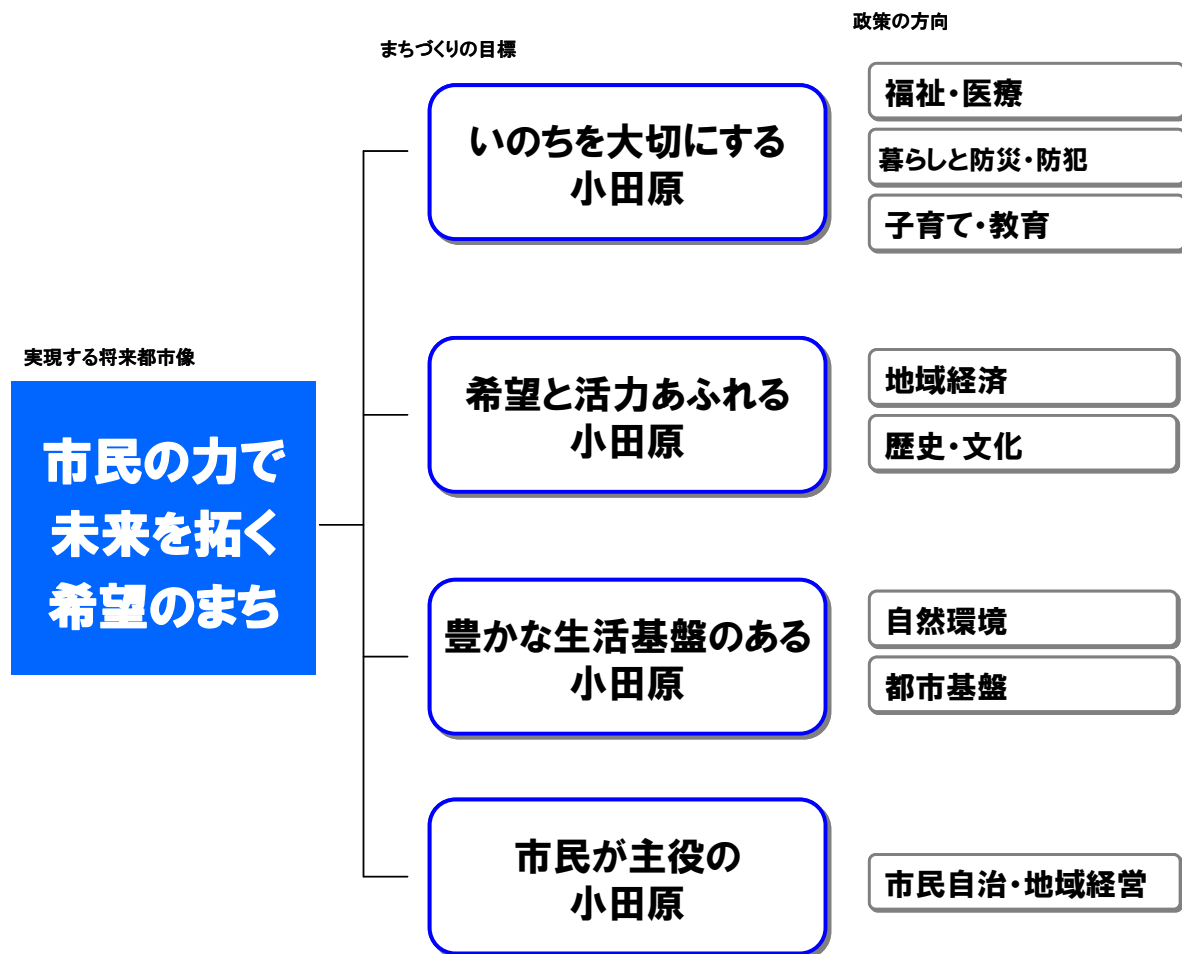 政策の方向
まちづくりの目標
いのちを大切にする
小田原
福祉・医療
暮らしと防災・防犯
子育て・教育
実現する将来都市像
市民の力で
未来を拓く
希望のまち
希望と活力あふれる
小田原
地域経済
歴史・文化
豊かな生活基盤のある
小田原
自然環境
都市基盤
市民が主役の
小田原
市民自治・地域経営